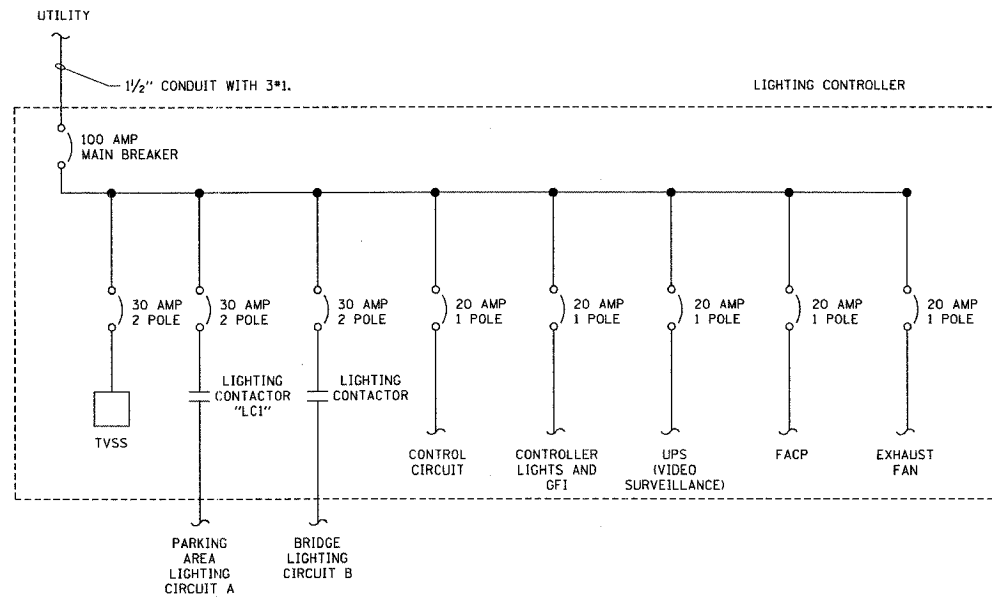 UTILITY
1½" CONDUIT WITH 3#1.
LIGHTING CONTROLLER
100 AMP
MAIN BREAKER
30 AMP
2 POLE
30 AMP
2 POLE
30 AMP
2 POLE
20 AMP
1 POLE
20 AMP
1 POLE
20 AMP
1 POLE
20 AMP
1 POLE
20 AMP
1 POLE
TVSS
LIGHTING
CONTACTOR
"LC1"
LIGHTING
CONTACTOR
CONTROL
CIRCUIT
CONTROLLER
LIGHTS AND
GFI
UPS
(VIDEO
SURVEILLANCE)
FACP
EXHAUST
FAN
PARKING
AREA
LIGHTING
CIRCUIT A
BRIDGE
LIGHTING
CIRCUIT B